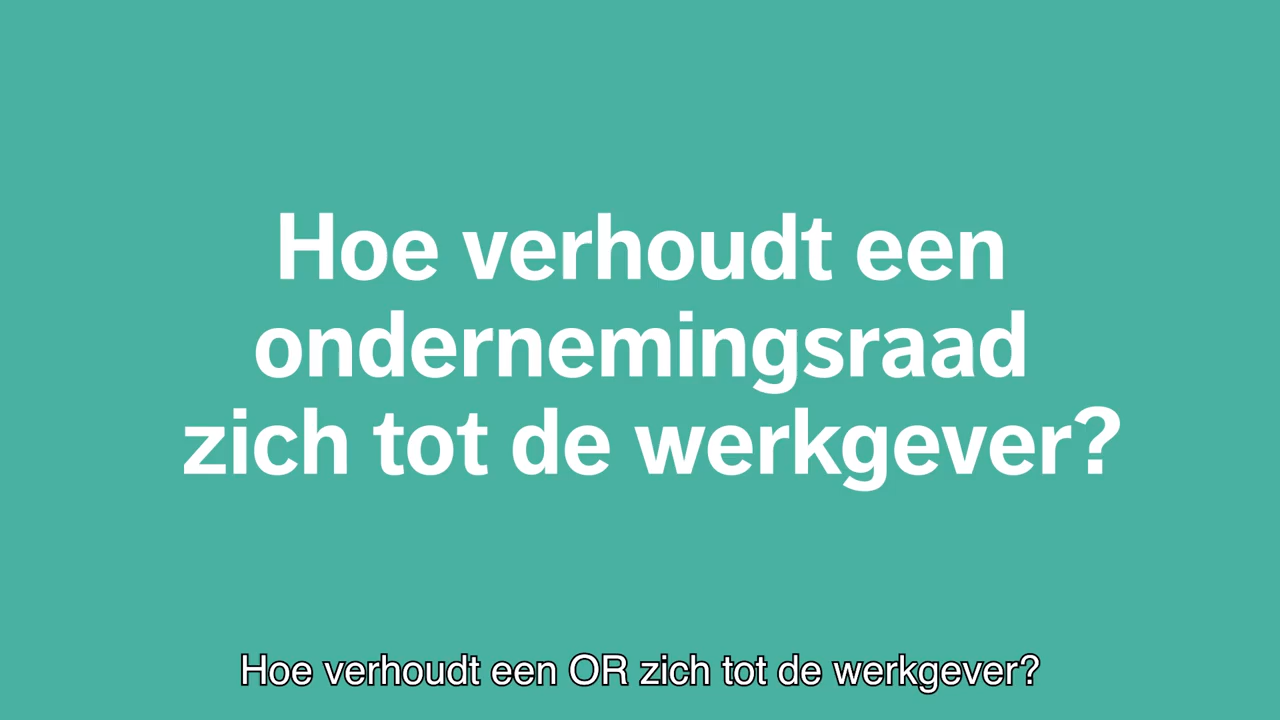 Hoe verhoudt een
ondernemingsraad
zich tot de werkgever?
Hoe verhoudt een OR zich tot de werkgever?